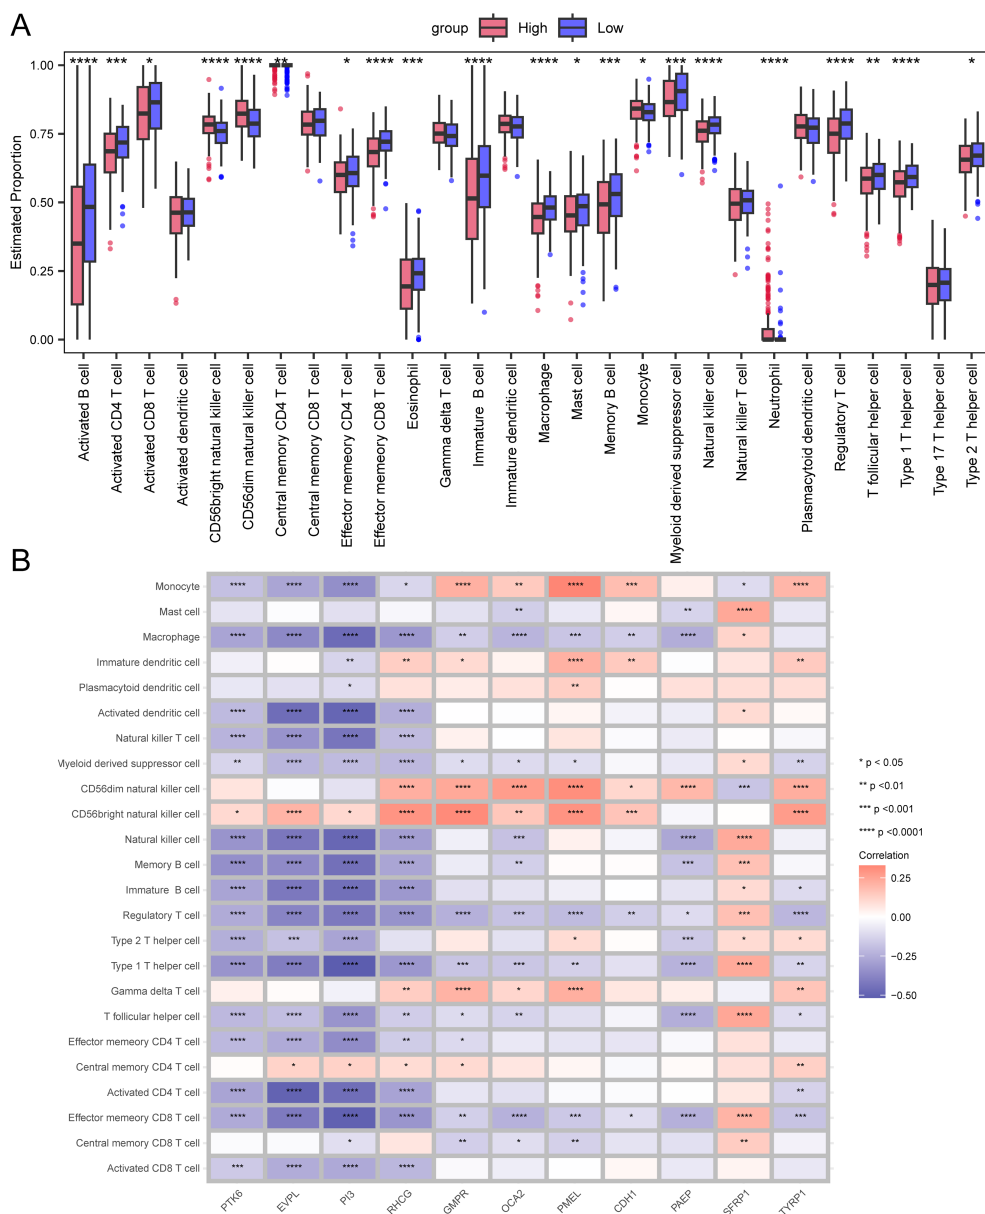 A
group High Low
**** *** * **** **** ** * **** *** **** **** * *** * *** **** **** **** ** **** *
Estimated Proportion
1.00
0.75
0.50
0.25
0.00
Activated B cell
Activated CD4 T cell
Activated CD8 T cell
Activated dendritic cell
CD56bright natural killer cell
CD56dim natural killer cell
Central memory CD4 T cell
Central memory CD8 T cell
Effector memeory CD4 T cell
Effector memeory CD8 T cell
Eosinophil
Gamma delta T cell
Immature B cell
Immature dendritic cell
Macrophage
Mast cell
Memory B cell
Monocyte
Myeloid derived suppressor cell
Natural killer cell
Natural killer T cell
Neutrophil
Plasmacytoid dendritic cell
Regulatory T cell
T follicular helper cell
Type 1 T helper cell
Type 17 T helper cell
Type 2 T helper cell
B
Monocyte **** **** **** * **** ** **** *** * ****
Mast cell ** ** ****
Macrophage **** **** **** **** ** **** *** ** **** *
Immature dendritic cell ** ** * **** ** **
Plasmacytoid dendritic cell * **
Activated dendritic cell **** **** **** **** *
Natural killer T cell **** **** **** ****
Myeloid derived suppressor cell ** **** **** **** * * * * **
CD56dim natural killer cell **** **** **** **** * **** *** ****
CD56bright natural killer cell * **** * **** **** ** **** *** ****
Natural killer cell **** **** **** **** *** **** ****
Memory B cell **** **** **** **** ** *** ***
Immature B cell **** **** **** **** * *
Regulatory T cell **** **** **** **** **** *** **** ** * *** ****
Type 2 T helper cell **** *** **** * *** * *
Type 1 T helper cell **** **** **** **** *** *** ** **** **** **
Gamma delta T cell ** **** * **** **
T follicular helper cell **** **** **** ** * ** **** **** *
Effector memeory CD4 T cell **** **** **** ** *
Central memory CD4 T cell * * * * **
Activated CD4 T cell **** **** **** **** **
Effector memeory CD8 T cell **** **** **** **** ** **** *** * **** **** ***
Central memory CD8 T cell * ** * ** **
Activated CD8 T cell *** **** **** ****
PTK6 EVPL PI3 RHCG GMPR OCA2 PMEL CDH1 PAEP SFRP1 TYRP1
* p < 0.05
** p <0.01
*** p <0.001
**** p <0.0001
Correlation
0.25
0.00
−0.25
−0.50